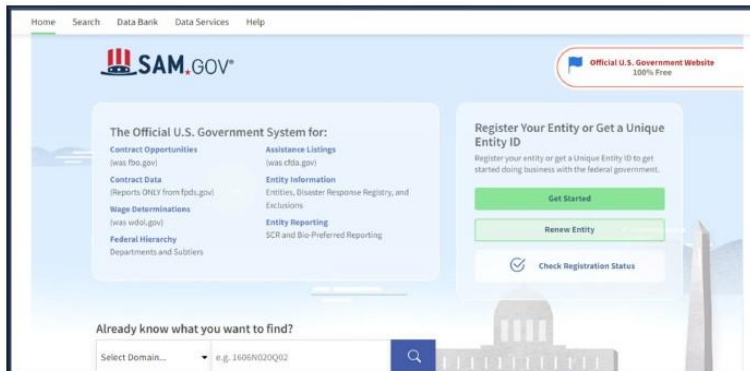 Home Search Data Bank Data Services Help
SAM.GOV®
Official U.S. Government Website
100% Free
The Official U.S. Government System for:
Contract Opportunities
(was fbo.gov)
Contract Data
(Reports ONLY from fpds.gov)
Wage Determinations
(was wdol.gov)
Federal Hierarchy
Departments and Subtiers
Assistance Listings
(was cfda.gov)
Entity Information
Entities, Disaster Response Registry, and
Exclusions
Entity Reporting
SCR and Bio-Preferred Reporting
Register Your Entity or Get a Unique
Entity ID
Register your entity or get a Unique Entity ID to get
started doing business with the federal government.
Get Started
Renew Entity
Check Registration Status
Already know what you want to find?
Select Domain... e.g. 1606N020Q02